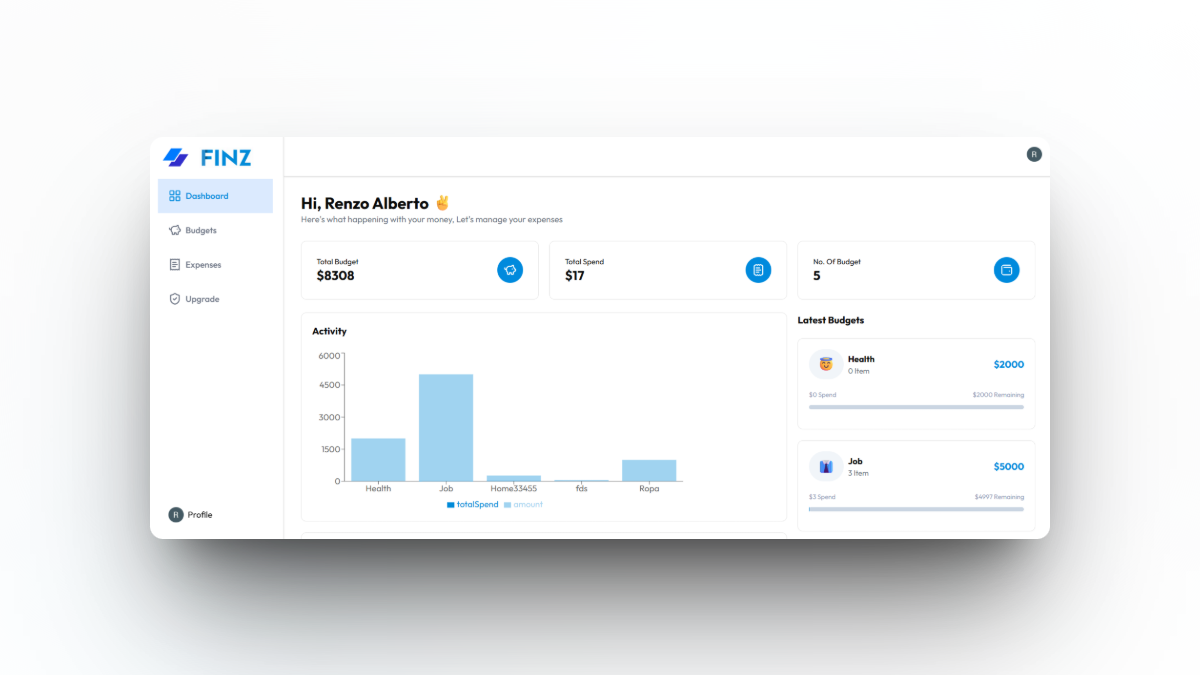 FINZ
Dashboard
Budgets
Expenses
Upgrade
R Profile
R
Hi, Renzo Alberto ✌
Here's what happening with your money, Let's manage your expenses
Total Budget
$8308
Total Spend
$17
No. Of Budget
5
Activity
6000
4500
3000
1500
0
Health Job Home33455 fds Ropa
totalSpend amount
Latest Budgets
Health
0 Item
$2000
$0 Spend $2000 Remaining
Job
3 Item
$5000
$3 Spend $4997 Remaining